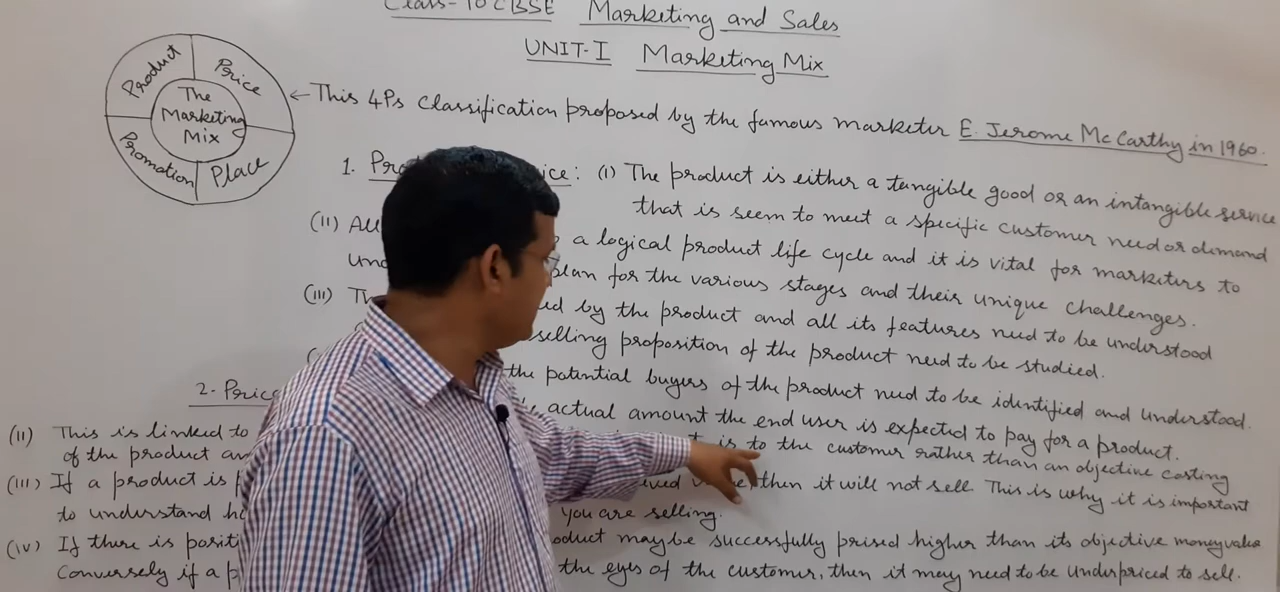 Class-10 CBSE Marketing and Sales
UNIT-I Marketing Mix
Product
Price
The
Marketing
Mix
Promotion
Place
← This 4Ps Classification proposed by the famous marketer E. Jerome McCarthy in 1960.
1. ice: (i) The product is either a tangible good or an intangible service
that is seem to meet a specific customer need or demand
(ii) a logical product life cycle and it is vital for marketers to
plan for the various stages and their unique challenges.
(iii) by the product and all its features need to be understood
selling proposition of the product need to be studied.
the potential buyers of the product need to be identified and understood.
2. Price actual amount the end user is expected to pay for a product.
(ii) This is linked to is to the customer rather than an objective costing
of the product
(iii) If a product is then it will not sell. This is why it is important
to understand you are selling.
(iv) If there is may be successfully prised higher than its objective money value
Conversely if a the eyes of the customer, then it may need to be underpriced to sell.